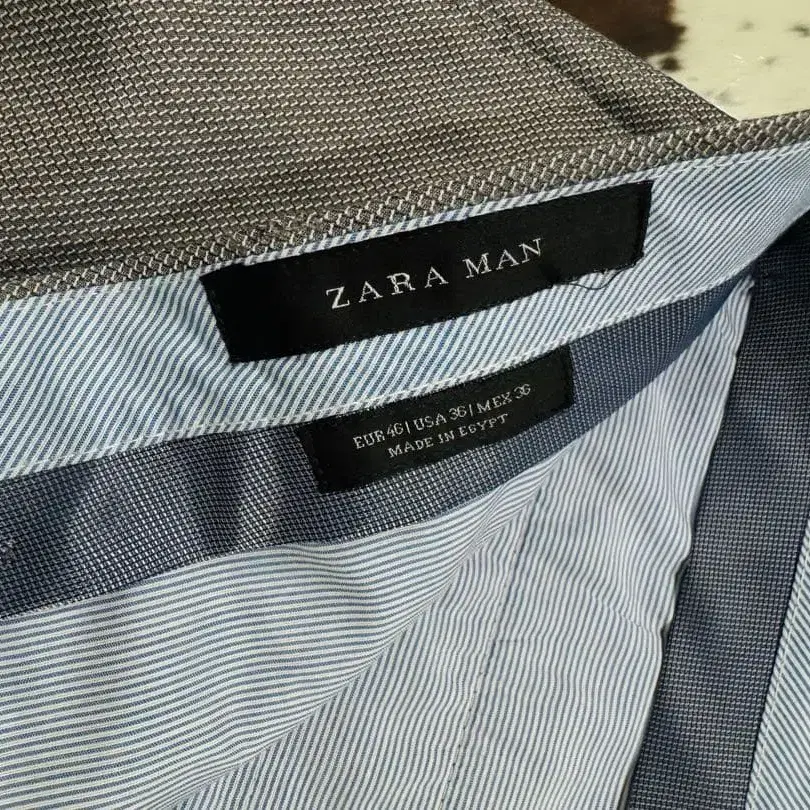 ZARA MAN
EUR 46 | USA 36 | MEX 36
MADE IN EGYPT